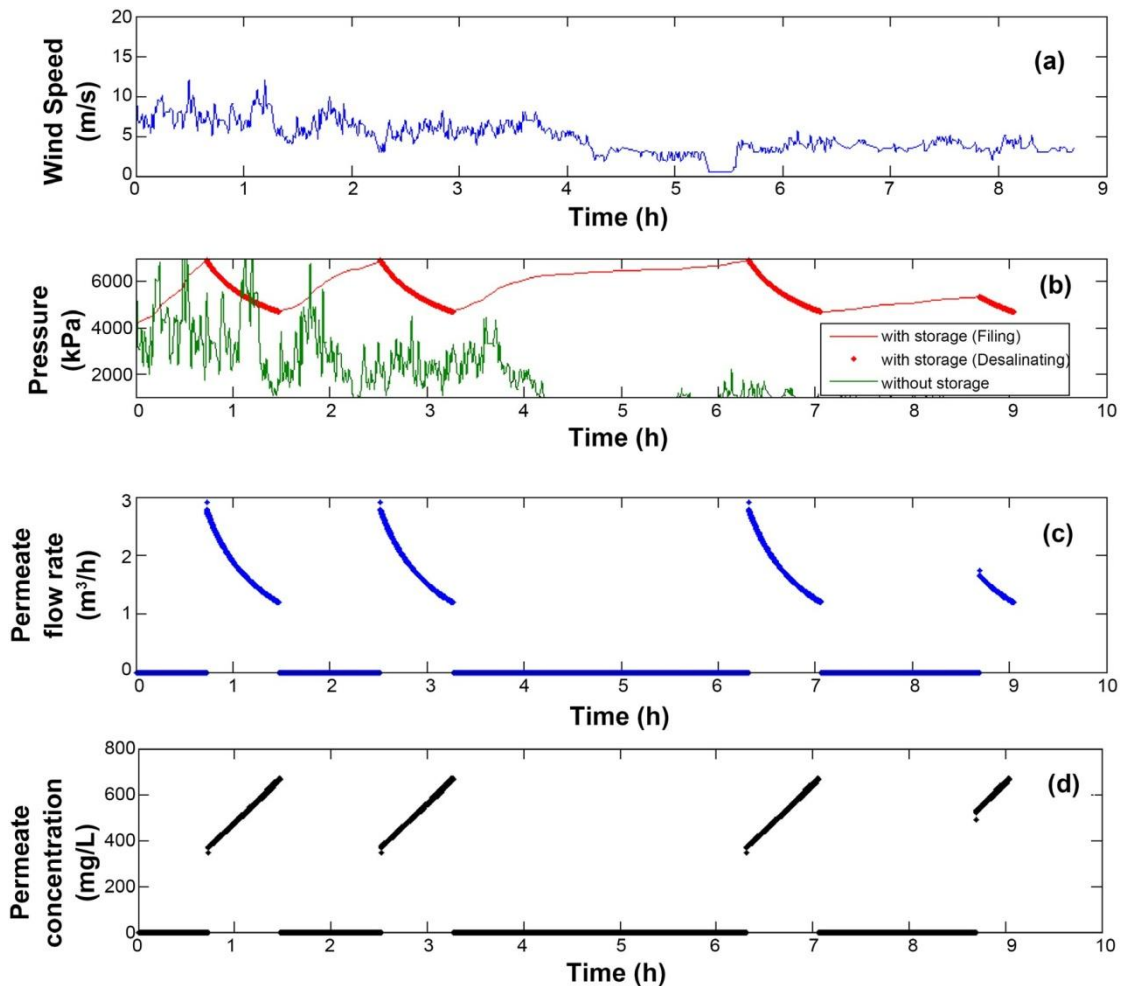 20
15
10
5
0
Wind Speed
(m/s)
(a)
0 1 2 3 4 5 6 7 8 9
Time (h)
6000
4000
2000
Pressure
(kPa)
(b)
with storage (Filing)
with storage (Desalinating)
without storage
0 1 2 3 4 5 6 7 8 9 10
Time (h)
3
2
1
0
Permeate
flow rate
(m³/h)
(c)
0 1 2 3 4 5 6 7 8 9 10
Time (h)
800
600
400
200
0
Permeate
concentration
(mg/L)
(d)
0 1 2 3 4 5 6 7 8 9 10
Time (h)